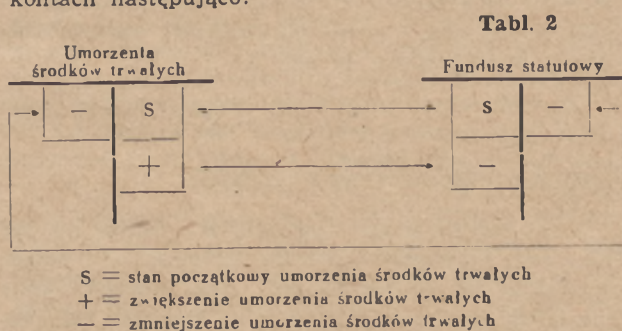 kontach następująco:
Tabl. 2
Umorzenia
środków trwałych
Fundusz statutowy
— S S —
+ —
S = stan początkowy umorzenia środków trwałych
+ = zwiększenie umorzenia środków trwałych
— = zmniejszenie umorzenia środków trwałych